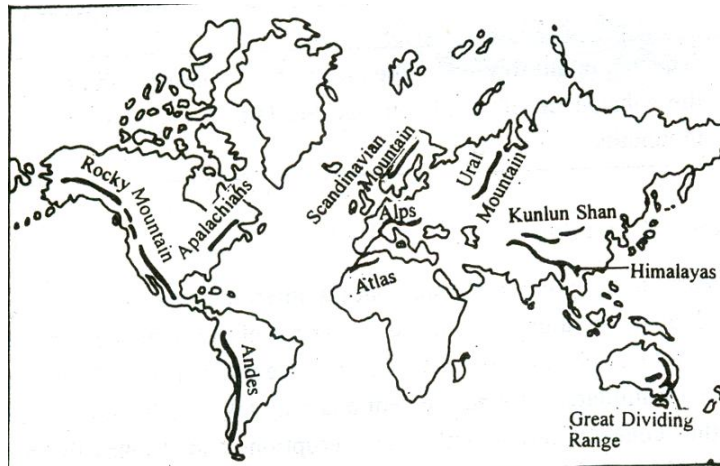 Rocky Mountain
Apalachians
Andes
Scandinavian
Mountain
Alps
Atlas
Ural
Mountain
Kunlun Shan
Himalayas
Great Dividing
Range